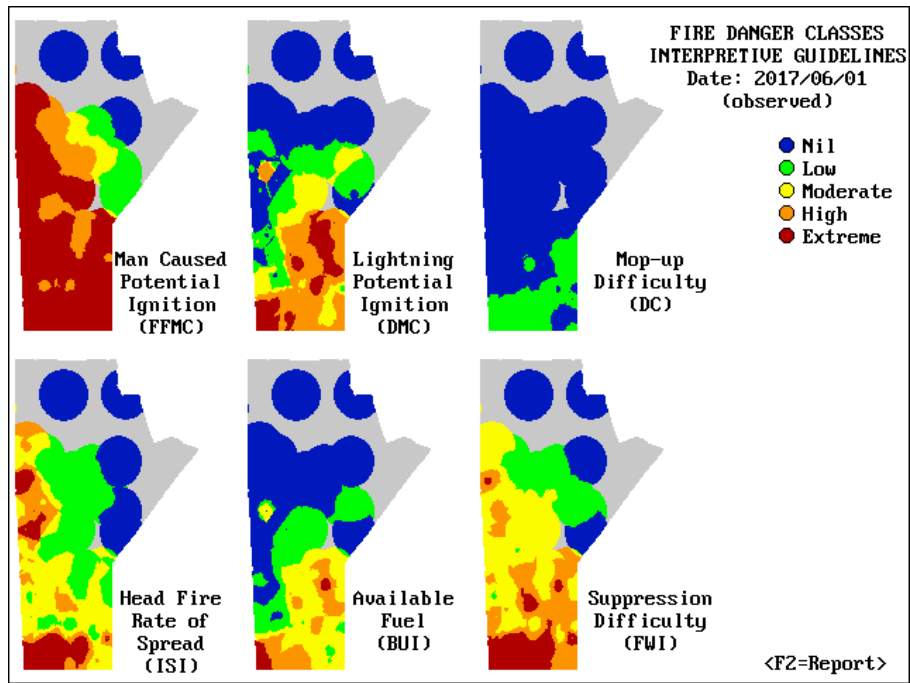 FIRE DANGER CLASSES
INTERPRETIVE GUIDELINES
Date: 2017/06/01
(observed)
Nil
Low
Moderate
High
Extreme
Man Caused
Potential
Ignition
(FFMC)
Lightning
Potential
Ignition
(DMC)
Mop-up
Difficulty
(DC)
Head Fire
Rate of
Spread
(ISI)
Available
Fuel
(BUI)
Suppression
Difficulty
(FWI)
<F2=Report>